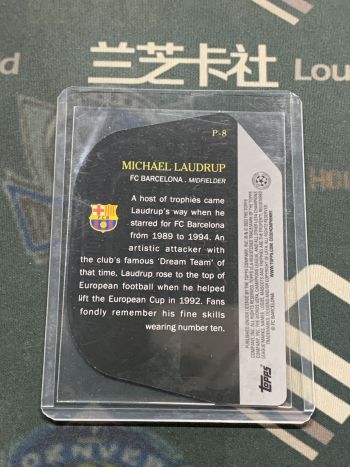 兰芝卡社
Lou
P-8
MICHAEL LAUDRUP
FC BARCELONA . MIDFIELDER
A host of trophies came
Laudrup's way when he
starred for FC Barcelona
from 1989 to 1994. An
artistic attacker with
the club's famous 'Dream Team' of
that time, Laudrup rose to the top of
European football when he helped
lift the European Cup in 1992. Fans
fondly remember his fine skills
wearing number ten.
TOPPS
DENVER